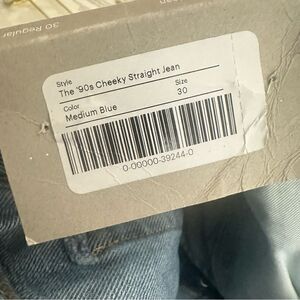 30 Regular
Style
The '90s Cheeky Straight Jean
Color
Size
Medium Blue
30
0-00000-39244-0